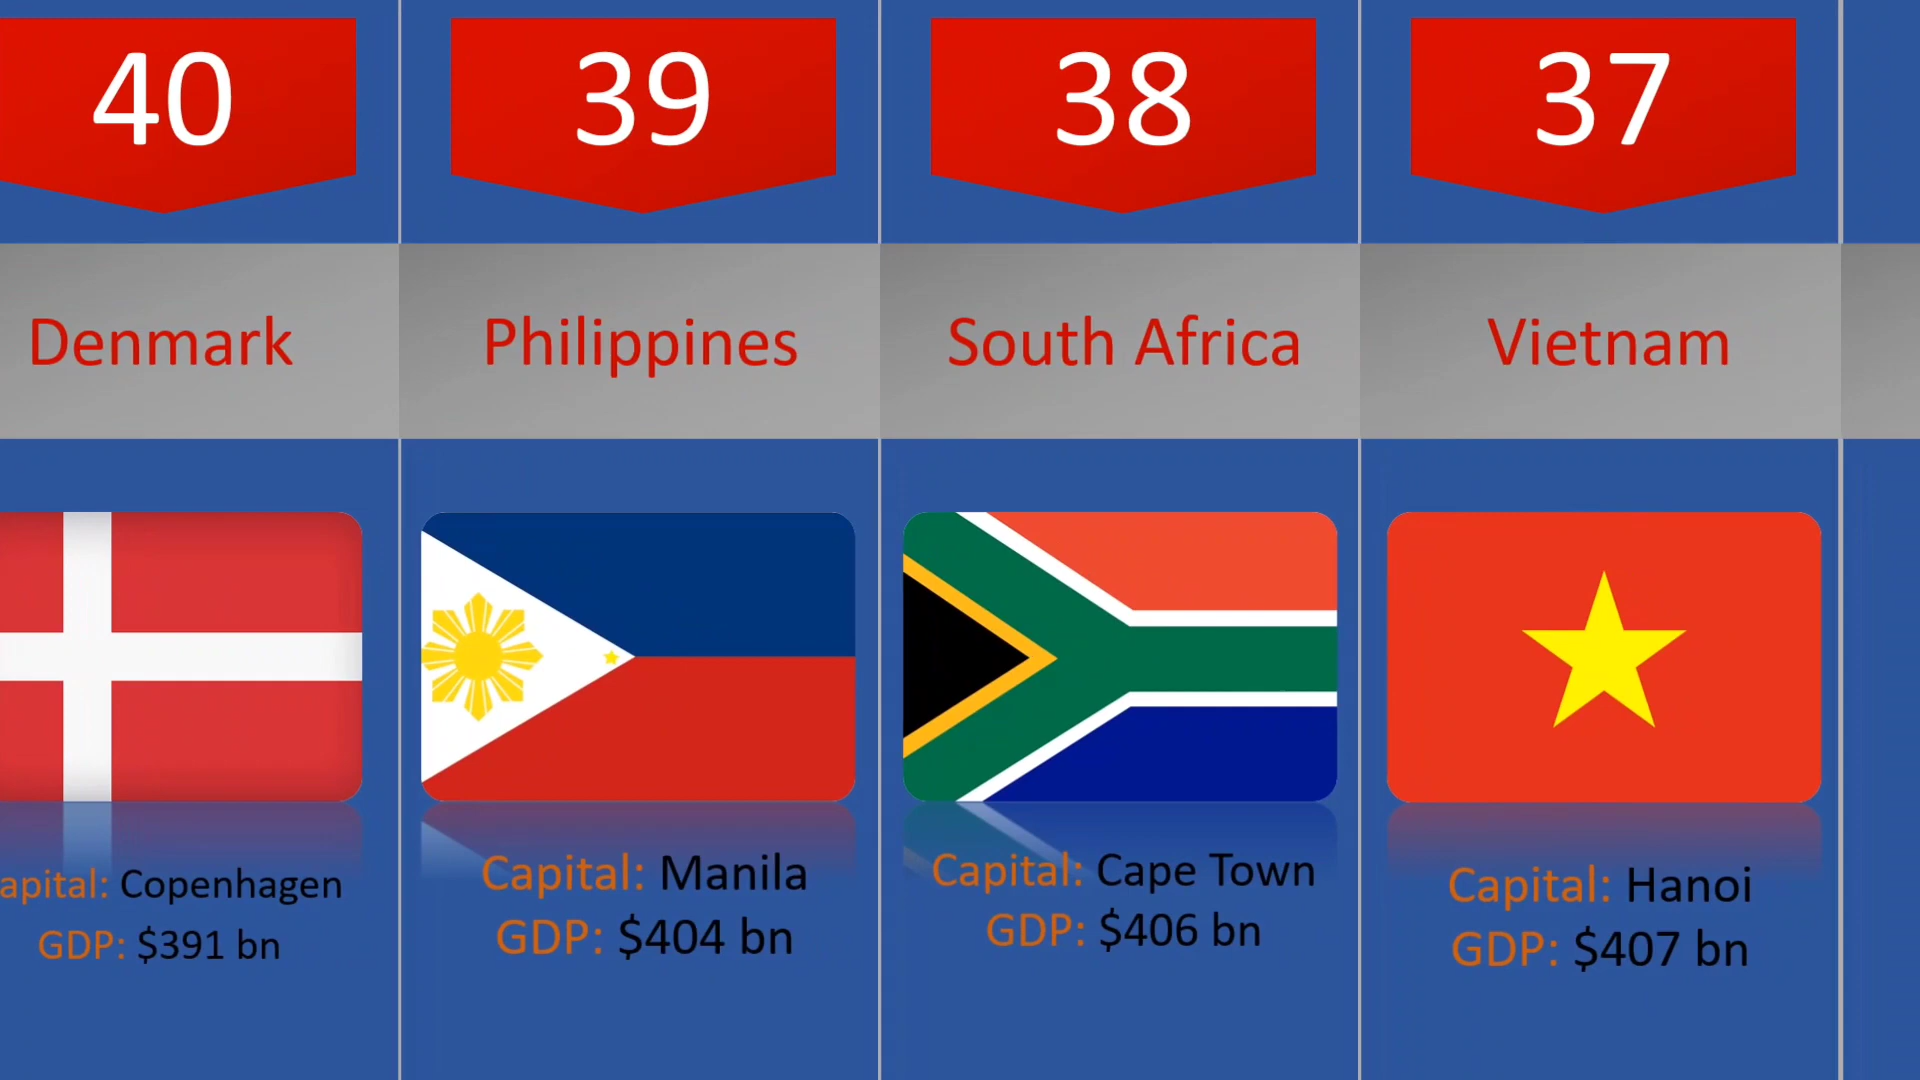 40
39
38
37
Denmark
Philippines
South Africa
Vietnam
apital: Copenhagen
GDP: $391 bn
Capital: Manila
GDP: $404 bn
Capital: Cape Town
GDP: $406 bn
Capital: Hanoi
GDP: $407 bn